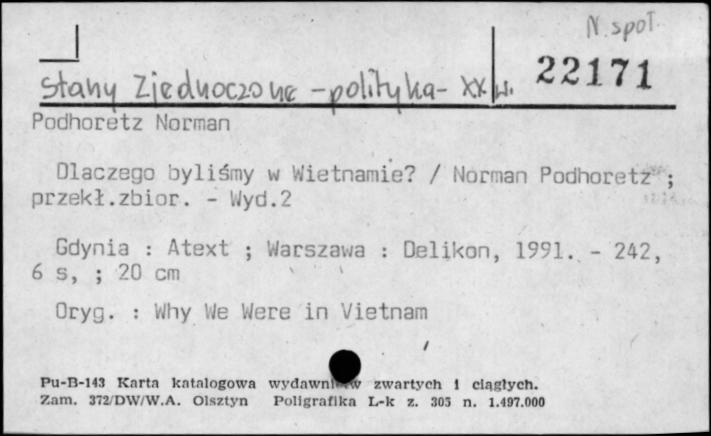 N. społ.
22171
Stany Zjednoczone - polityka - XX w.
Podhoretz Norman
Dlaczego byliśmy w Wietnamie? / Norman Podhoretz ;
przekł.zbior. - Wyd.2
Gdynia : Atext ; Warszawa : Delikon, 1991. - 242,
6 s, ; 20 cm
Oryg. : Why We Were in Vietnam
Pu-B-143 Karta katalogowa wydawnictw zwartych i ciągłych.
Zam. 372/DW/W.A. Olsztyn Poligrafika L-k z. 305 n. 1.497.000